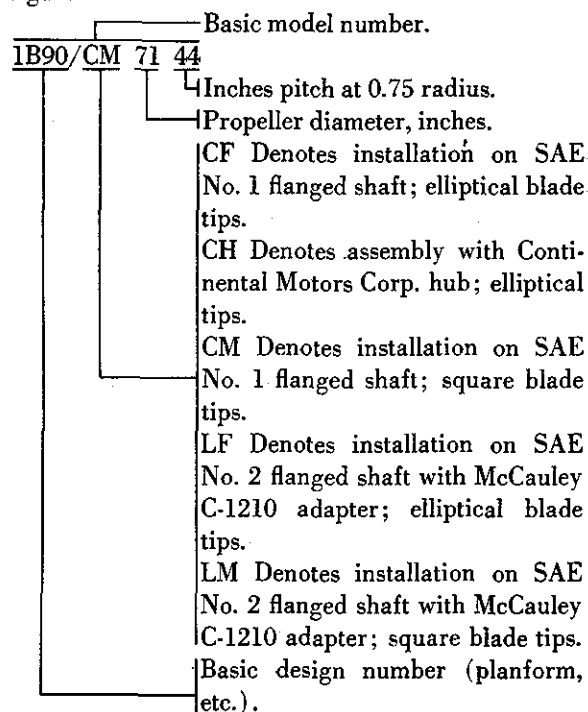 Basic model number.
1B90/CM 71 44
Inches pitch at 0.75 radius.
Propeller diameter, inches.
CF Denotes installation on SAE
No. 1 flanged shaft; elliptical blade
tips.
CH Denotes assembly with Conti-
nental Motors Corp. hub; elliptical
tips.
CM Denotes installation on SAE
No. 1 flanged shaft; square blade
tips.
LF Denotes installation on SAE
No. 2 flanged shaft with McCauley
C-1210 adapter; elliptical blade
tips.
LM Denotes installation on SAE
No. 2 flanged shaft with McCauley
C-1210 adapter; square blade tips.
Basic design number (planform,
etc.).